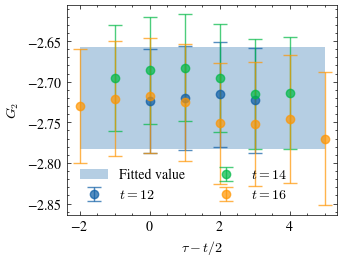 −2.65
−2.70
−2.75
−2.80
−2.85
G₂
Fitted value
t = 12
t = 14
t = 16
−2
0
2
4
τ − t/2